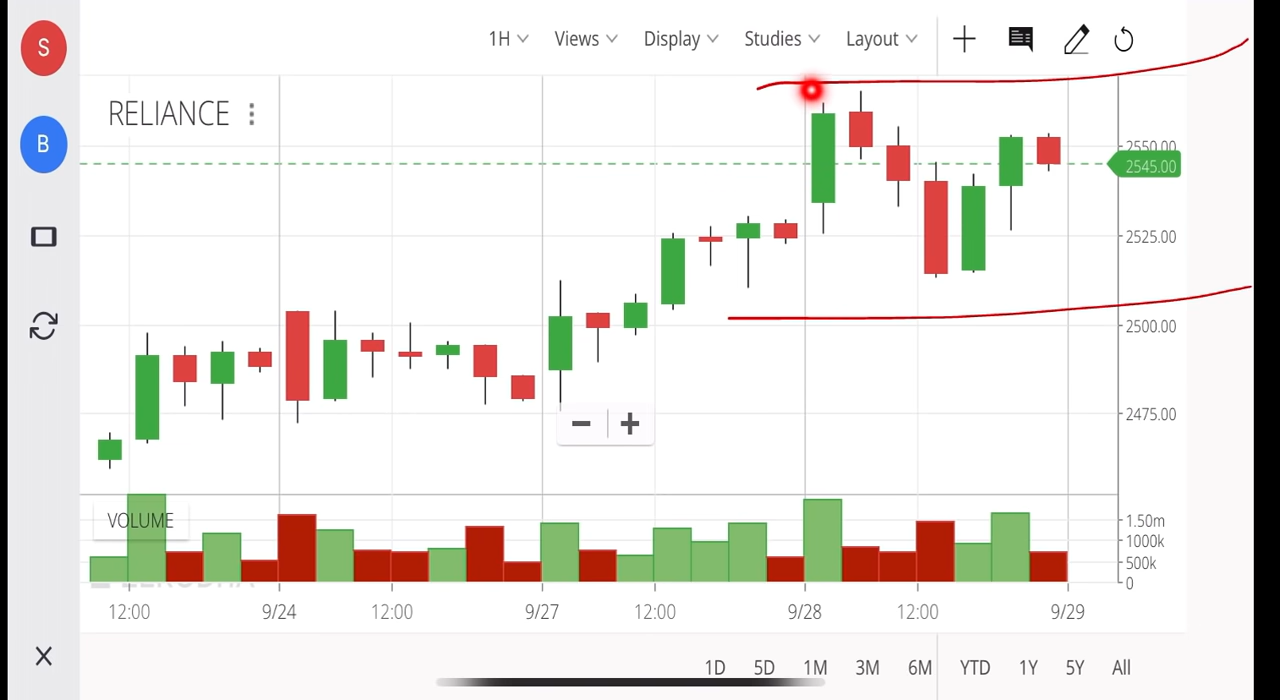 S
1H Views Display Studies Layout
B
RELIANCE
2550.00
2545.00
2525.00
2500.00
2475.00
VOLUME
1.50m
1000k
500k
0
12:00 9/24 12:00 9/27 12:00 9/28 12:00 9/29
1D 5D 1M 3M 6M YTD 1Y 5Y All